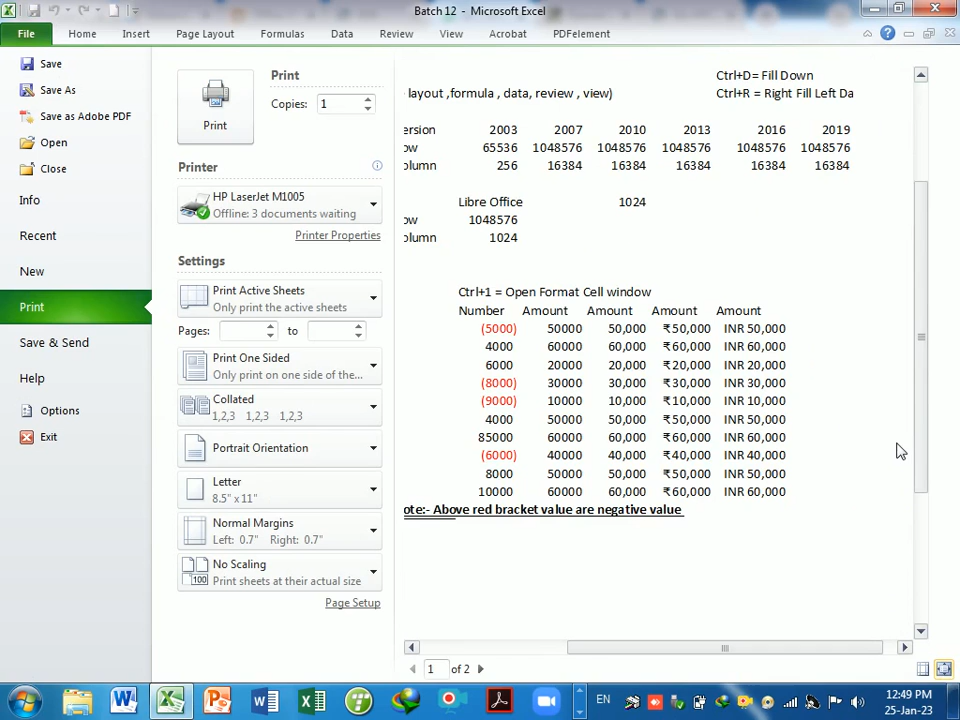 Batch 12 - Microsoft Excel
File Home Insert Page Layout Formulas Data Review View Acrobat PDFelement
Save
Save As
Save as Adobe PDF
Open
Close
Info
Recent
New
Print
Save & Send
Help
Options
Exit
Print
Print
Copies: 1
Printer
HP LaserJet M1005
Offline: 3 documents waiting
Printer Properties
Settings
Print Active Sheets
Only print the active sheets
Pages: to
Print One Sided
Only print on one side of the...
Collated
1,2,3 1,2,3 1,2,3
Portrait Orientation
Letter
8.5" x 11"
Normal Margins
Left: 0.7" Right: 0.7"
No Scaling
100 Print sheets at their actual size
Page Setup
Ctrl+D= Fill Down
layout ,formula , data, review , view) Ctrl+R = Right Fill Left Da
ersion 2003 2007 2010 2013 2016 2019
ow 65536 1048576 1048576 1048576 1048576 1048576
olumn 256 16384 16384 16384 16384 16384
Libre Office 1024
ow 1048576
olumn 1024
Ctrl+1 = Open Format Cell window
Number Amount Amount Amount Amount
(5000) 50000 50,000 ₹50,000 INR 50,000
4000 60000 60,000 ₹60,000 INR 60,000
6000 20000 20,000 ₹20,000 INR 20,000
(8000) 30000 30,000 ₹30,000 INR 30,000
(9000) 10000 10,000 ₹10,000 INR 10,000
4000 50000 50,000 ₹50,000 INR 50,000
85000 60000 60,000 ₹60,000 INR 60,000
(6000) 40000 40,000 ₹40,000 INR 40,000
8000 50000 50,000 ₹50,000 INR 50,000
10000 60000 60,000 ₹60,000 INR 60,000
ote:- Above red bracket value are negative value
1 of 2
EN
12:49 PM
25-Jan-23